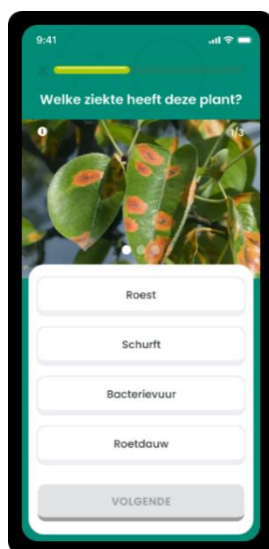 9:41
Welke ziekte heeft deze plant?
1/3
Roest
Schurft
Bacterievuur
Roetdauw
VOLGENDE